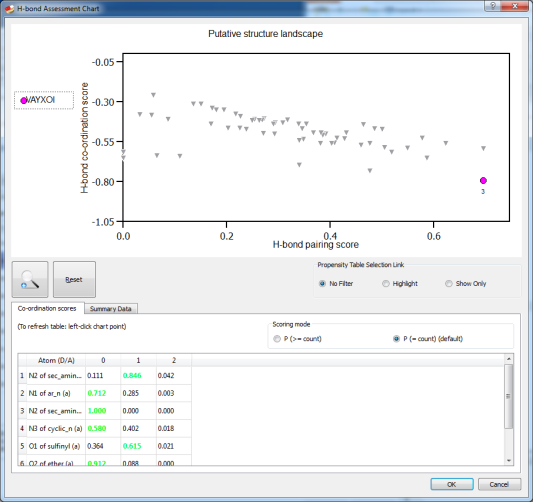 H-bond Assessment Chart
Putative structure landscape
-0.05
-0.30
-0.55
-0.80
-1.05
H-bond co-ordination score
VAYXOI
3
0.0 0.2 0.4 0.6
H-bond pairing score
Reset
Propensity Table Selection Link
No Filter Highlight Show Only
Co-ordination scores Summary Data
(To refresh table: left-click chart point)
Scoring mode
P (>= count) P (= count) (default)
Atom (D/A) 0 1 2
1 N2 of sec_amin... 0.111 0.846 0.042
2 N1 of ar_n (a) 0.712 0.285 0.003
3 N2 of sec_amin... 1.000 0.000 0.000
4 N3 of cyclic_n (a) 0.580 0.402 0.018
5 O1 of sulfinyl (a) 0.364 0.615 0.021
6 O2 of ether (a) 0.912 0.088 0.000
OK Cancel